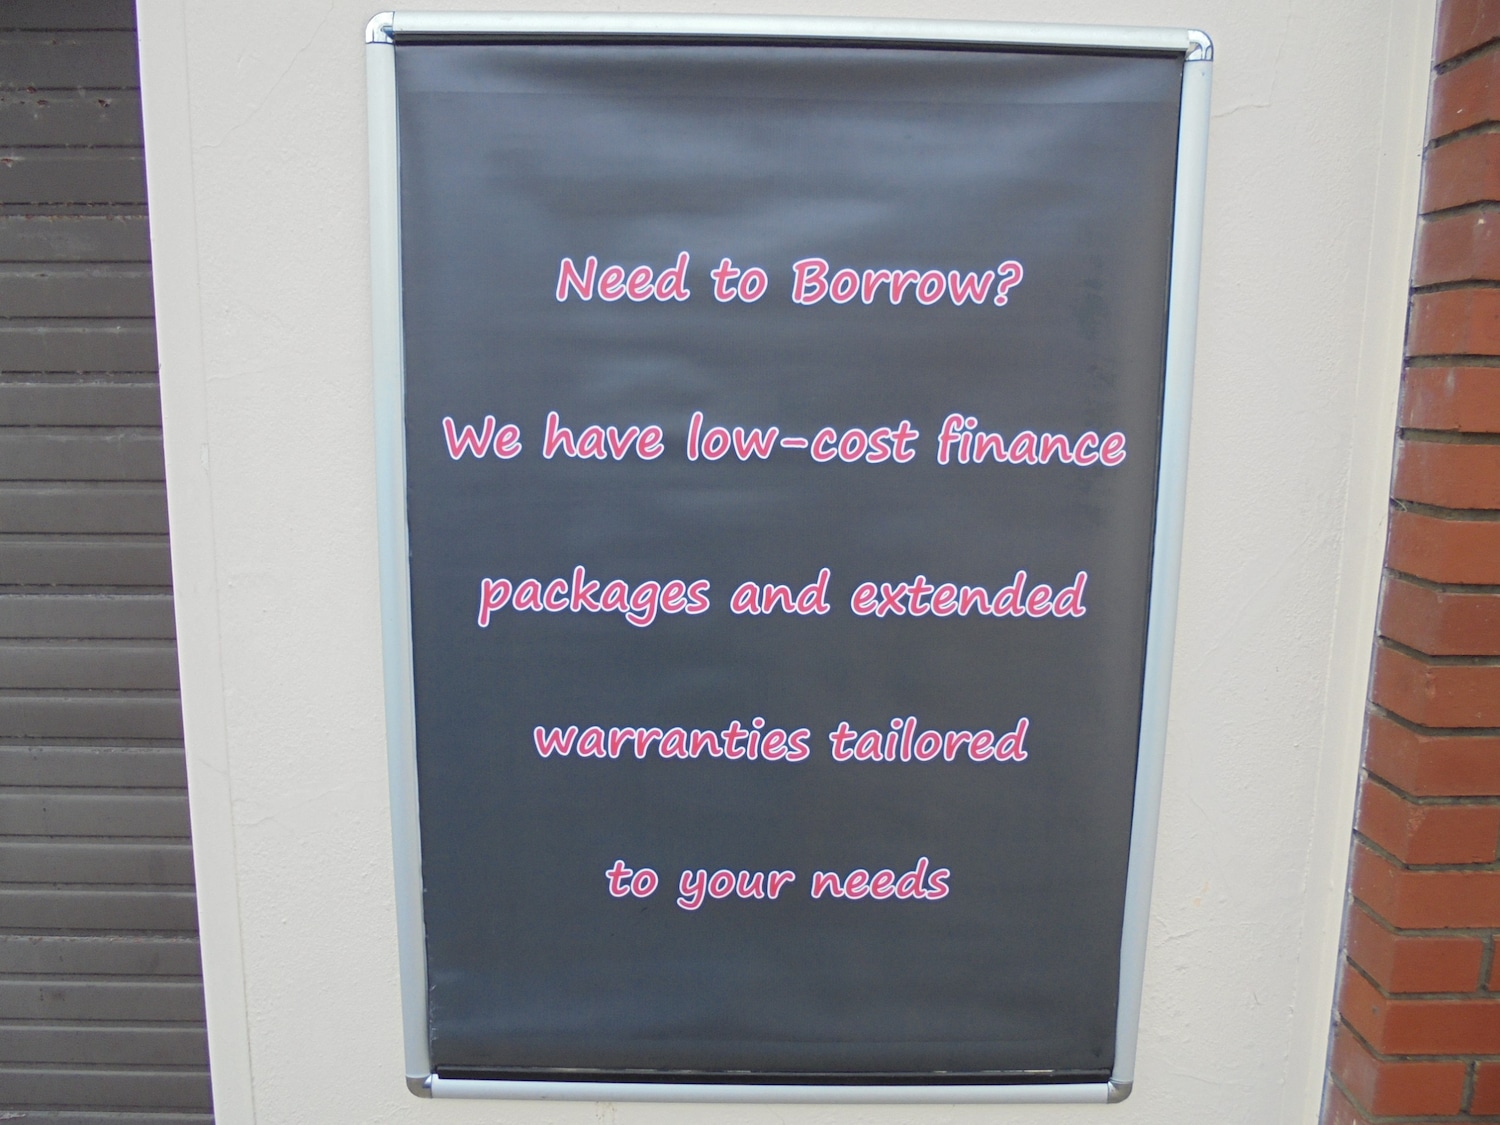 Need to Borrow?
We have low-cost finance
packages and extended
warranties tailored
to your needs